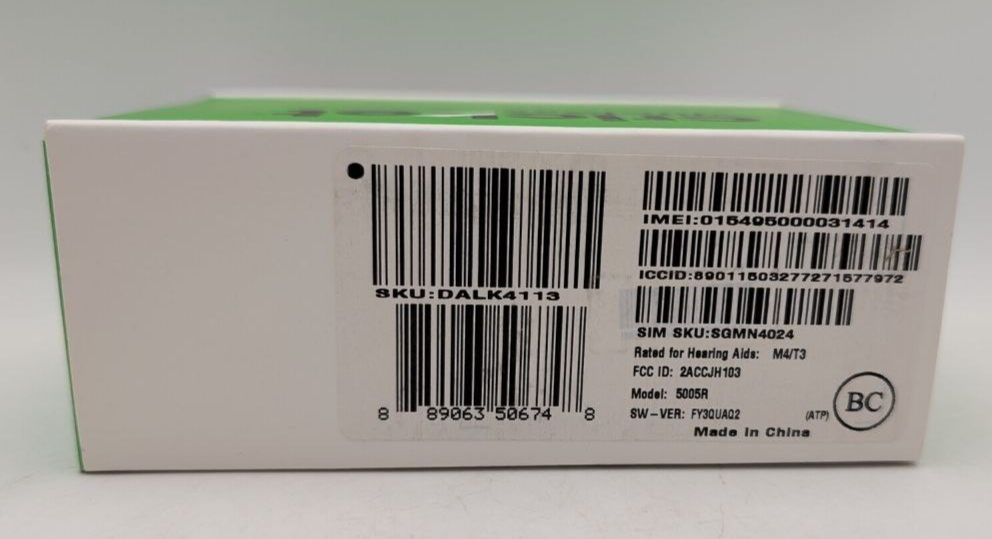 IMEI:015495000031414
ICCID:89011503277271577972
SKU:DALK4113
SIM SKU:SGMN4024
Rated for Hearing Aids: M4/T3
FCC ID: 2ACCJH103
Model: 5005R
SW-VER: FY3QUAQ2
(ATP)
BC
8 89063 50674 8
Made in China